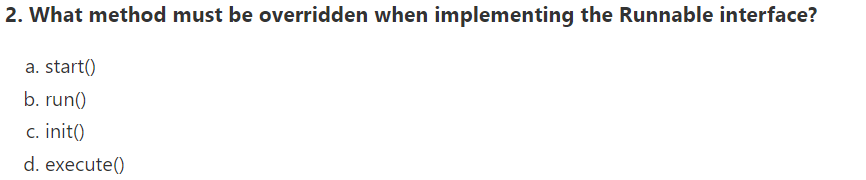 2. What method must be overridden when implementing the Runnable interface?
a. start()
b. run()
c. init()
d. execute()